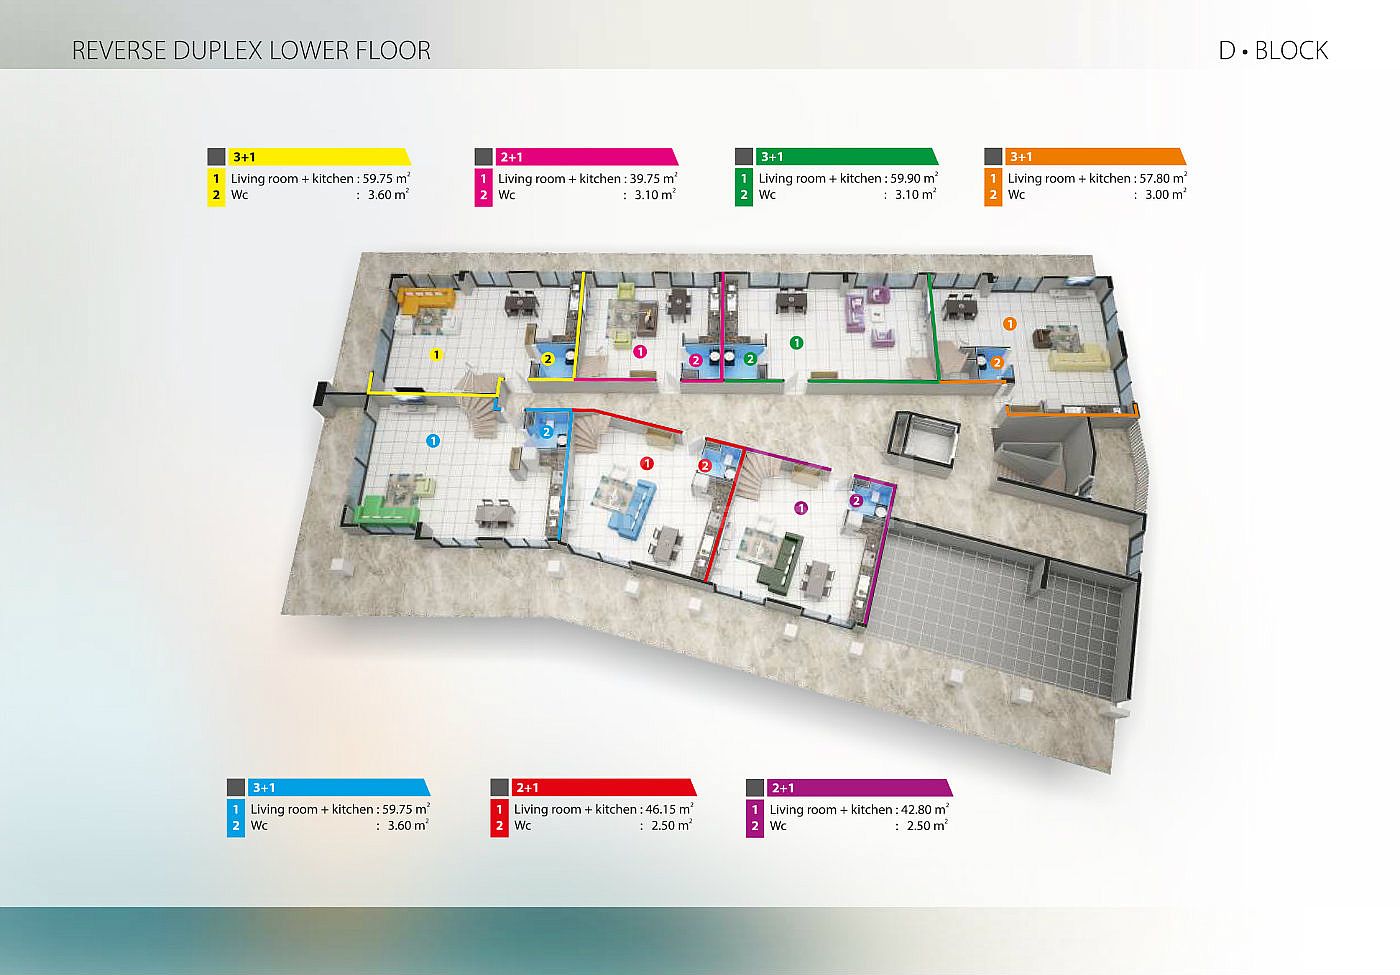 REVERSE DUPLEX LOWER FLOOR
D • BLOCK
3+1
1 Living room + kitchen : 59.75 m²
2 Wc : 3.60 m²
2+1
1 Living room + kitchen : 39.75 m²
2 Wc : 3.10 m²
3+1
1 Living room + kitchen : 59.90 m²
2 Wc : 3.10 m²
3+1
1 Living room + kitchen : 57.80 m²
2 Wc : 3.00 m²
1
2
1
2
2
1
2
1
1
2
1
2
1
2
3+1
1 Living room + kitchen : 59.75 m²
2 Wc : 3.60 m²
2+1
1 Living room + kitchen : 46.15 m²
2 Wc : 2.50 m²
2+1
1 Living room + kitchen : 42.80 m²
2 Wc : 2.50 m²